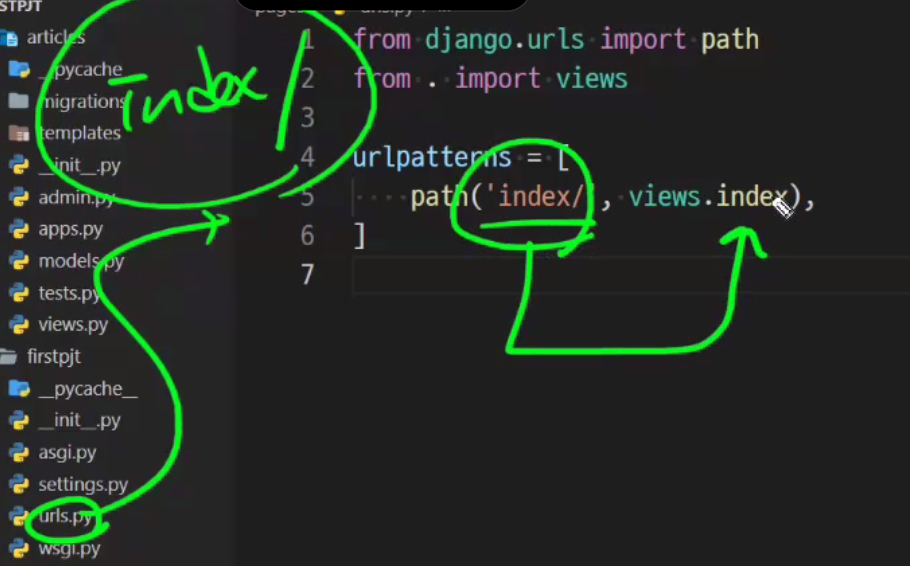 STPJT
articles
__pycache
migrations
templates
__init__.py
admin.py
apps.py
models.py
tests.py
views.py
firstpjt
__pycache__
__init__.py
asgi.py
settings.py
urls.py
wsgi.py
index/
1 from django.urls import path
2 from . import views
3
4 urlpatterns = [
5 path('index/', views.index),
6 ]
7